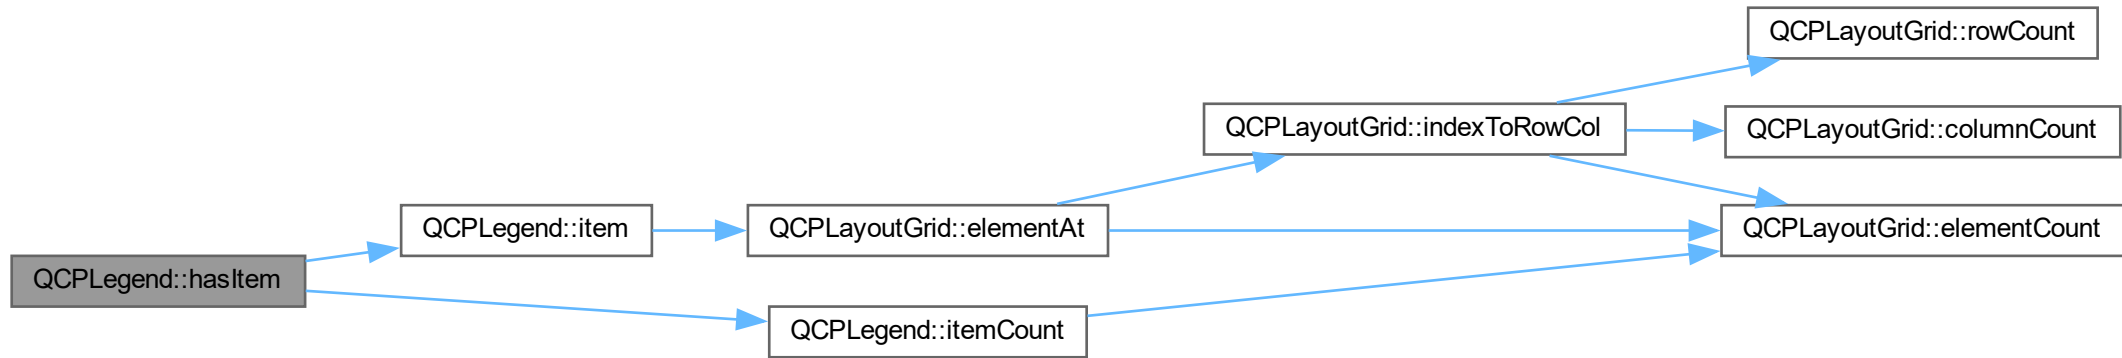 QCPLayoutGrid::rowCount
QCPLayoutGrid::indexToRowCol
QCPLayoutGrid::columnCount
QCPLegend::item
QCPLayoutGrid::elementAt
QCPLayoutGrid::elementCount
QCPLegend::hasItem
QCPLegend::itemCount